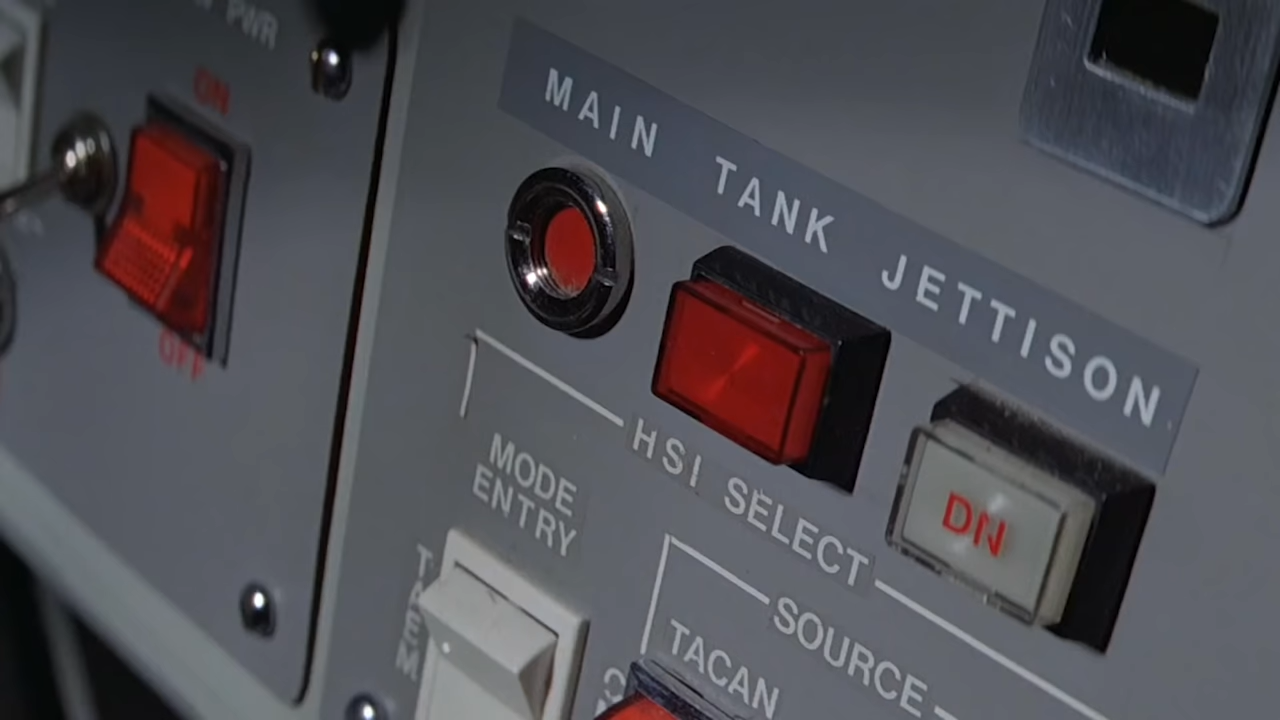 PWR
ON
OFF
MAIN TANK JETTISON
HSI SELECT
DN
MODE
ENTRY
SOURCE
TACAN